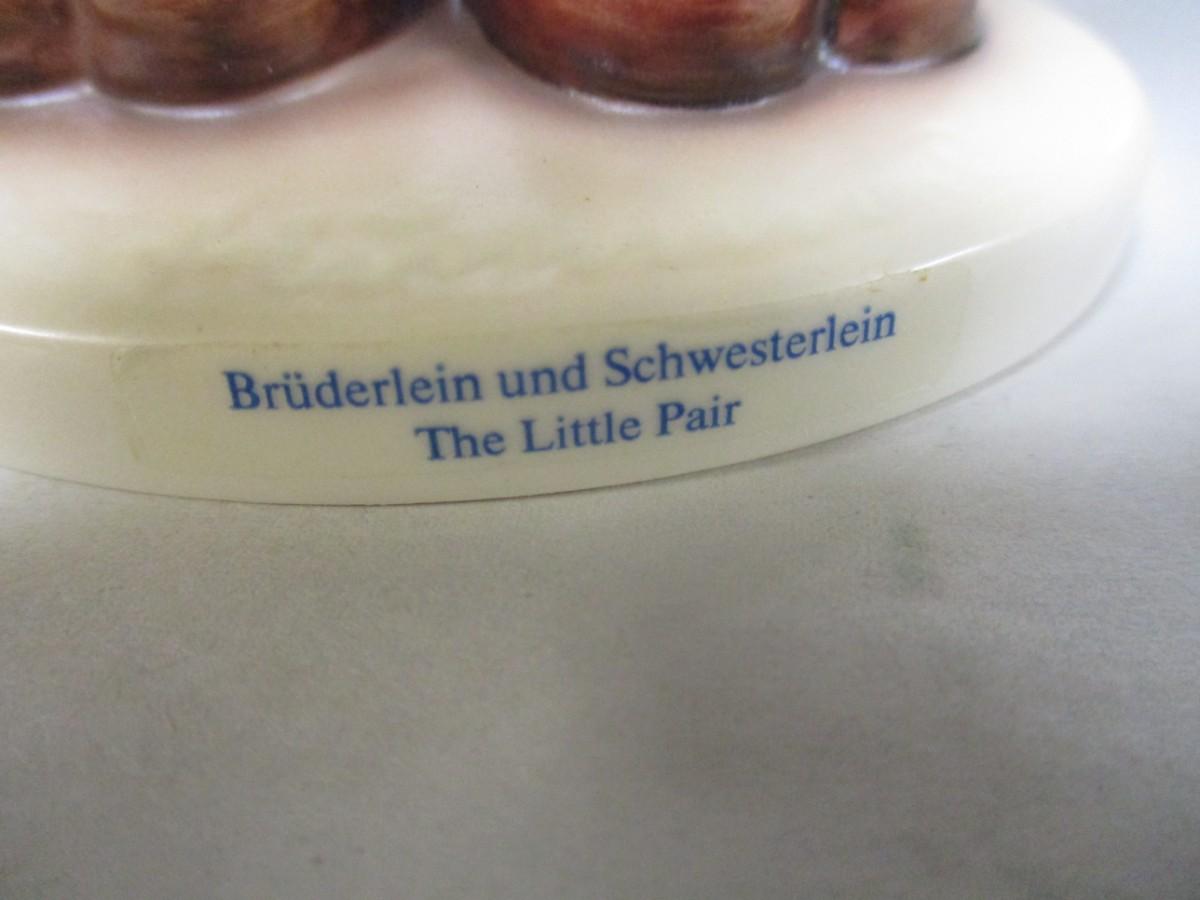 Brüderlein und Schwesterlein
The Little Pair